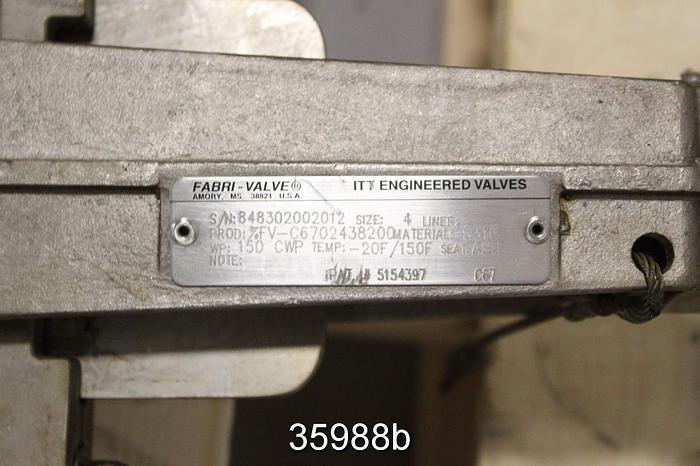 FABRI-VALVE® ITT ENGINEERED VALVES
AMORY, MS. 38821 U.S.A.
S/N: 848302002012 SIZE: 4 LINER:
PROD: %FV-C6702438200 MATERIAL:
WP: 150 CWP TEMP: -20F/150F SEAT:
NOTE:
PAT. # 5154397 C67
35988b